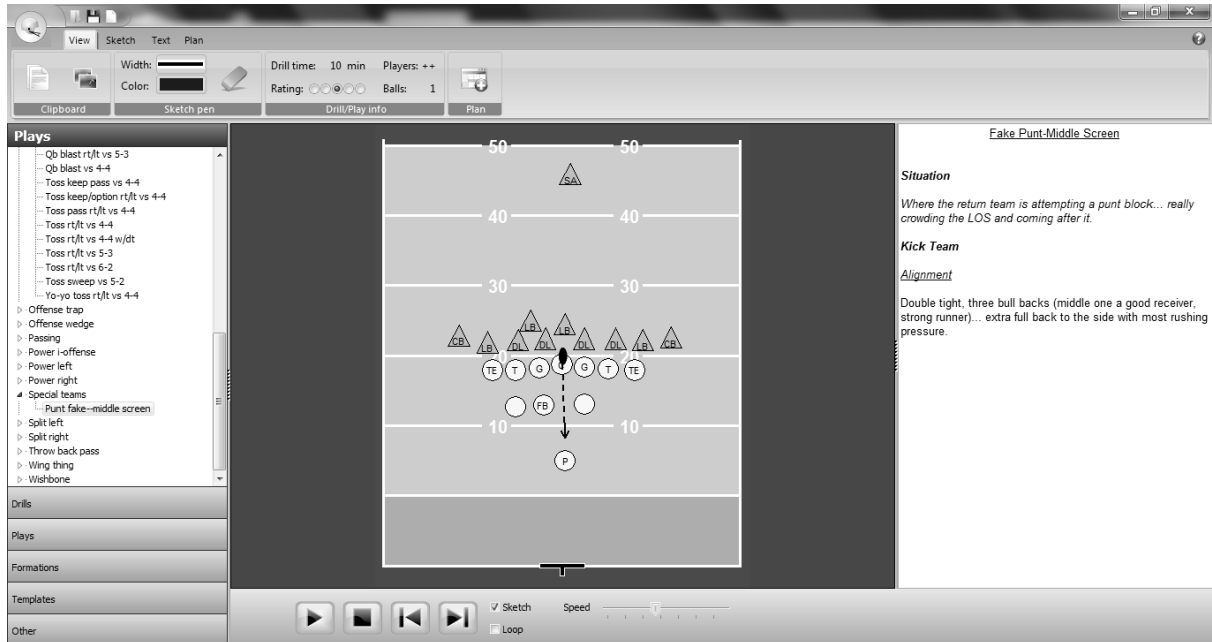 View Sketch Text Plan
Width:
Color:
Drill time: 10 min Players: ++
Rating: Balls: 1
Clipboard Sketch pen Drill/Play info Plan
Plays
Qb blast rt/lt vs 5-3
Qb blast vs 4-4
Toss keep pass vs 4-4
Toss keep/option rt/lt vs 4-4
Toss pass rt/lt vs 4-4
Toss rt/lt vs 4-4
Toss rt/lt vs 4-4 w/dt
Toss rt/lt vs 5-3
Toss rt/lt vs 6-2
Toss sweep vs 5-2
Yo-yo toss rt/lt vs 4-4
Offense trap
Offense wedge
Passing
Power i-offense
Power left
Power right
Special teams
Punt fake--middle screen
Split left
Split right
Throw back pass
Wing thing
Wishbone
Drills
Plays
Formations
Templates
Other
50 50
SA
40 40
30 30
LB LB
CB LB DL DL DL DL LB CB
20
TE T G G T TE
FB
10 10
P
Sketch Speed
Loop
Fake Punt-Middle Screen
Situation
Where the return team is attempting a punt block... really
crowding the LOS and coming after it.
Kick Team
Alignment
Double tight, three bull backs (middle one a good receiver,
strong runner)... extra full back to the side with most rushing
pressure.